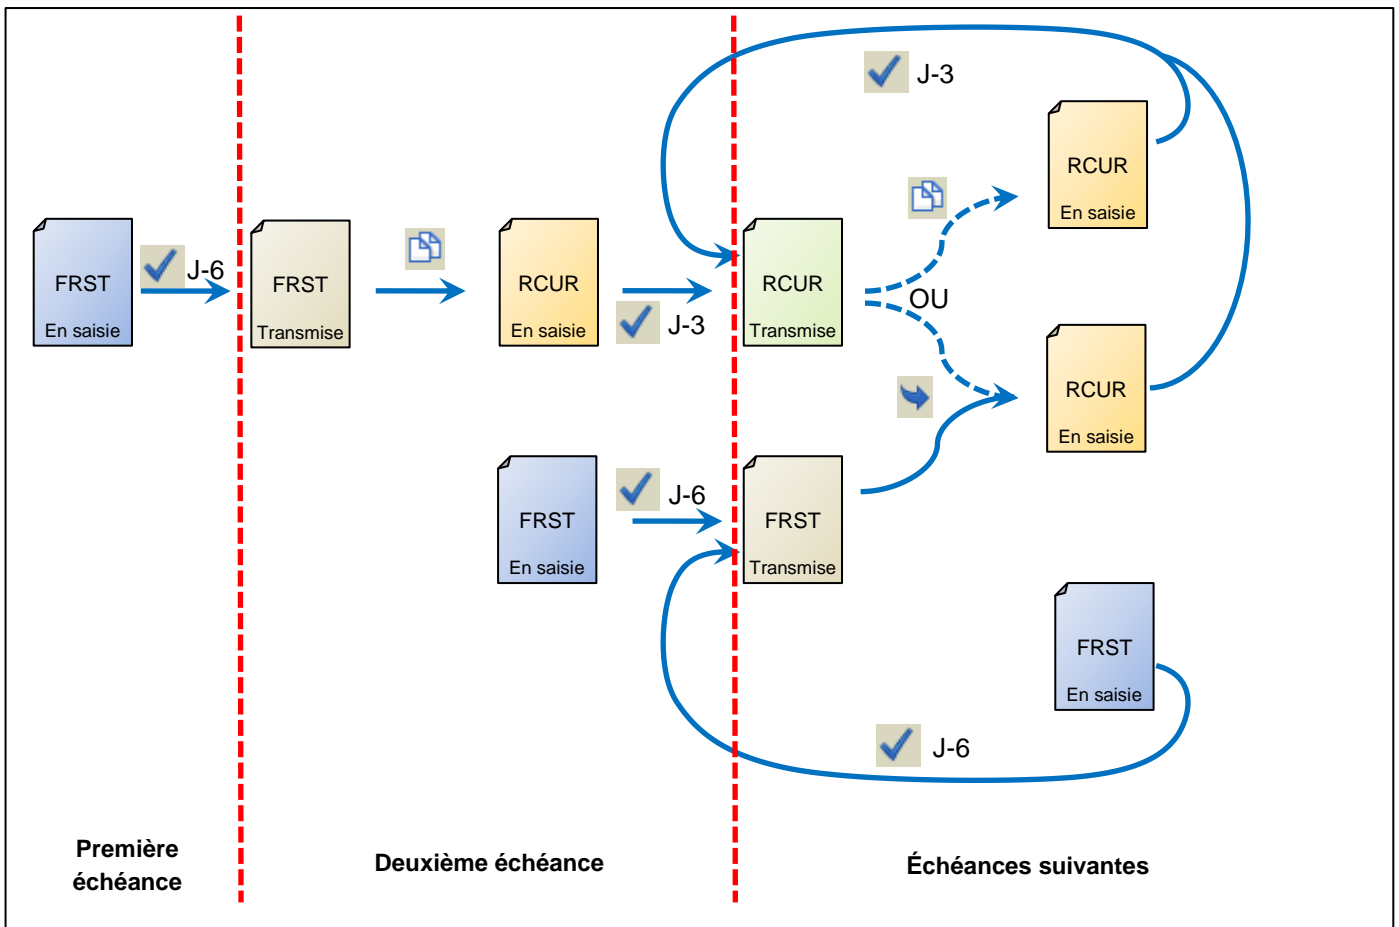 J-3
RCUR
En saisie
FRST
En saisie
J-6
FRST
Transmise
RCUR
En saisie
J-3
RCUR
Transmise
OU
RCUR
En saisie
FRST
En saisie
J-6
FRST
Transmise
FRST
En saisie
J-6
Première
échéance
Deuxième échéance
Échéances suivantes